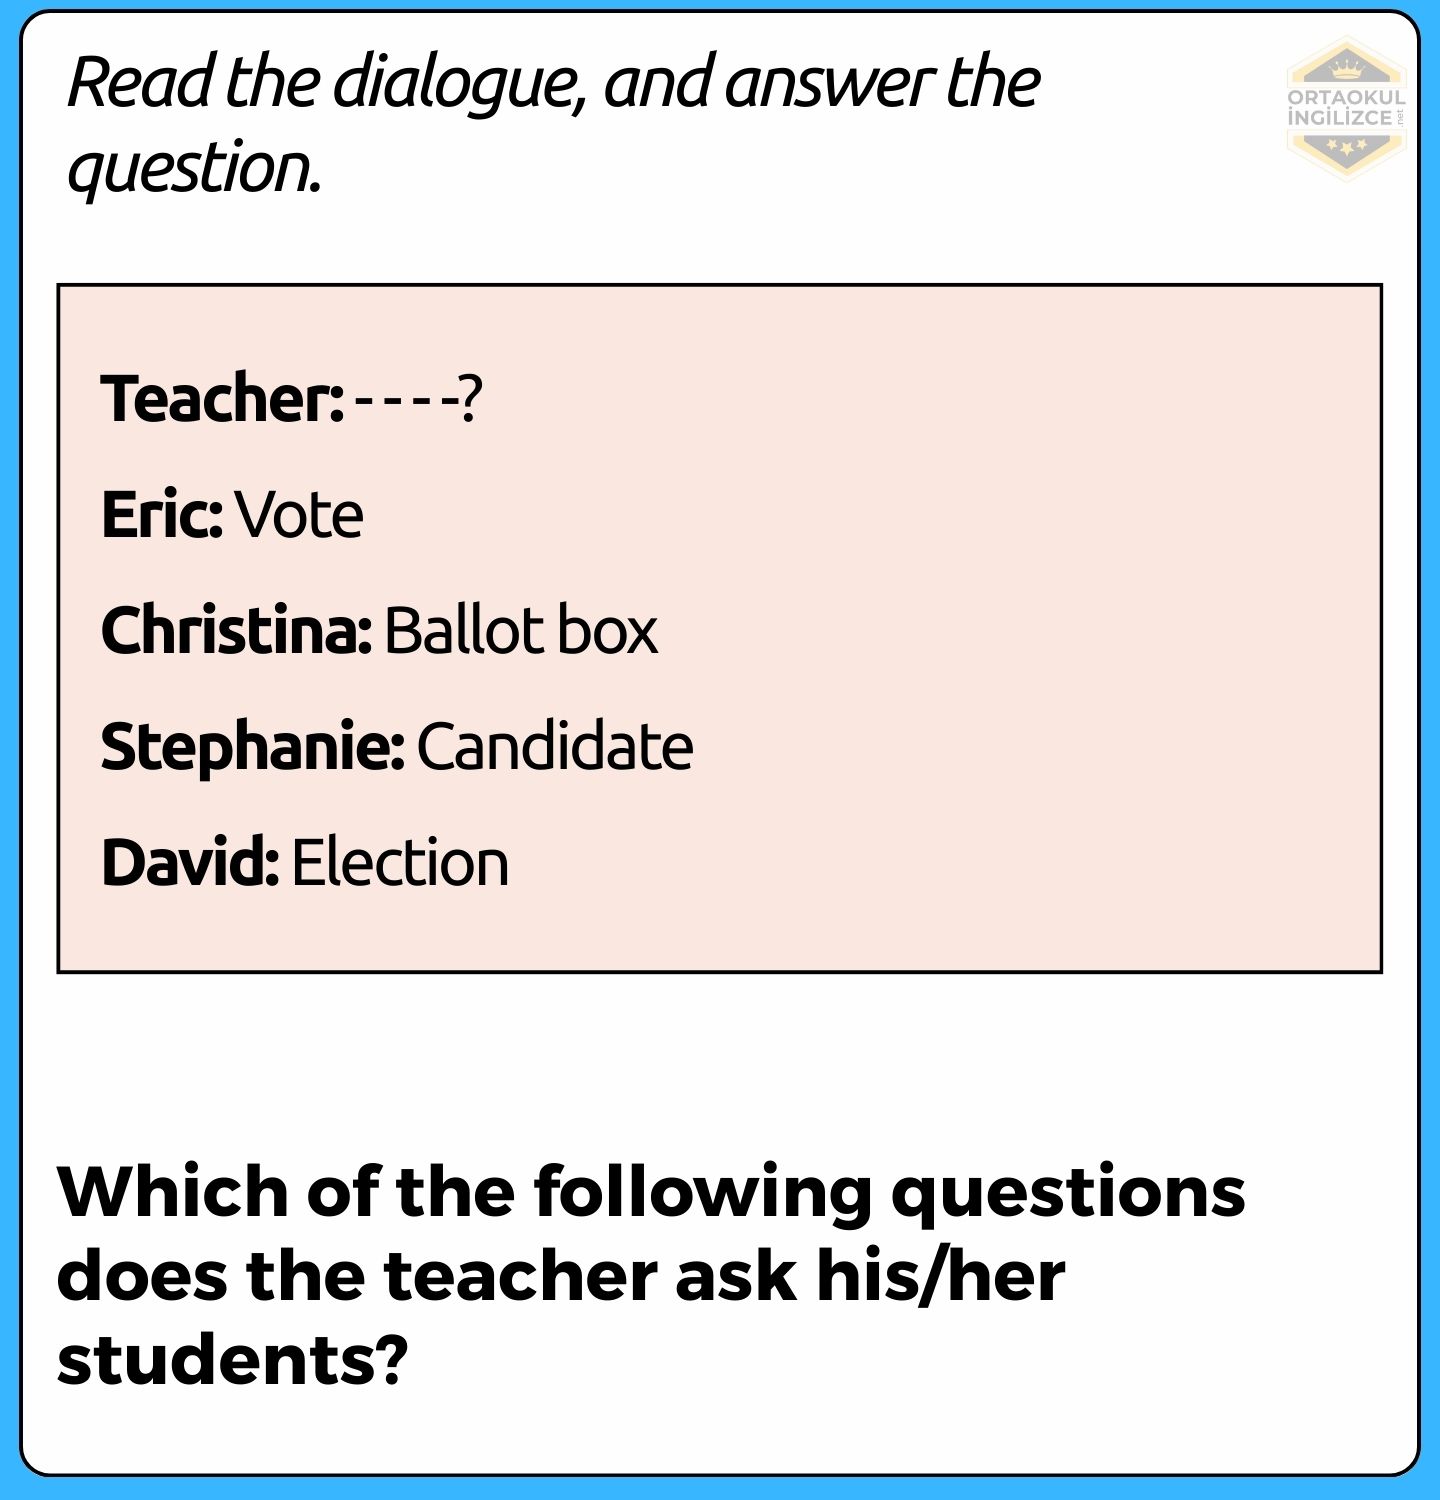 Read the dialogue, and answer the
question.
ORTAOKUL
İNGİLİZCE
.net
Teacher: - - - -?
Eric: Vote
Christina: Ballot box
Stephanie: Candidate
David: Election
Which of the following questions
does the teacher ask his/her
students?